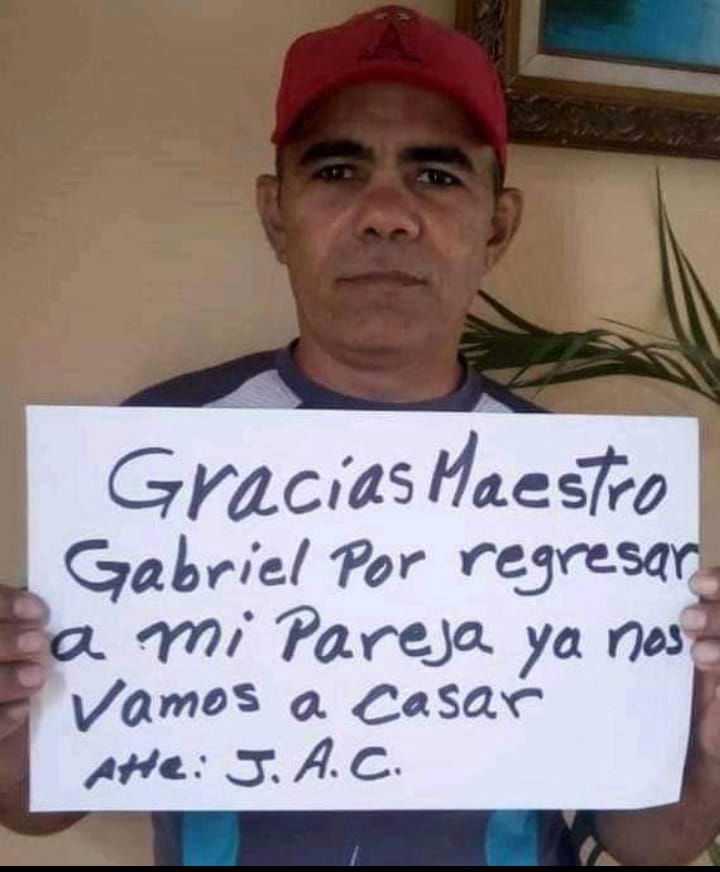 A
Gracias Maestro
Gabriel Por regresar
a mi Pareja ya nos
Vamos a casar
Atte: J.A.C.